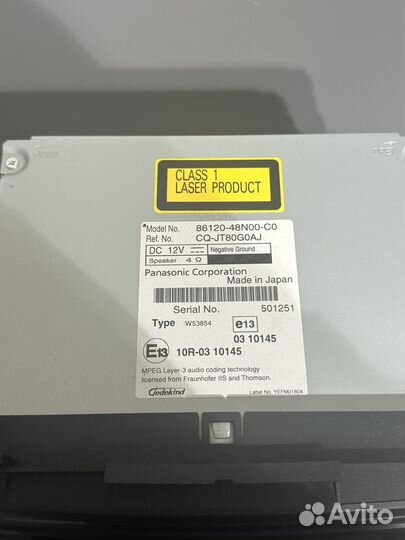 OPEN
OPEN
CLASS 1
LASER PRODUCT
Model No. 86120-48N00-C0
Ref. No. CQ-JT80G0AJ
DC 12V Negative Ground
Speaker 4 Ω
Panasonic Corporation
Made in Japan
Serial No. 501251
Type W53854 e13
03 10145
E13 10R-03 10145
MPEG Layer-3 audio coding technology
licensed from Fraunhofer IIS and Thomson.
Gedekind Label No. YEFM01804
Avito